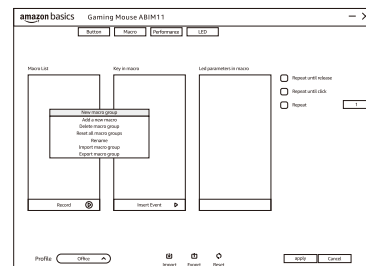 amazon basics Gaming Mouse ABIM11
Button Macro Performance LED
Macro List Key in macro Led parameters in macro
Repeat until release
Repeat until click
Repeat 1
New macro group
Add a new macro
Delete macro group
Reset all macro groups
Rename
Import macro group
Export macro group
Record Insert Event
Profile Office Import Export Reset apply Cancel